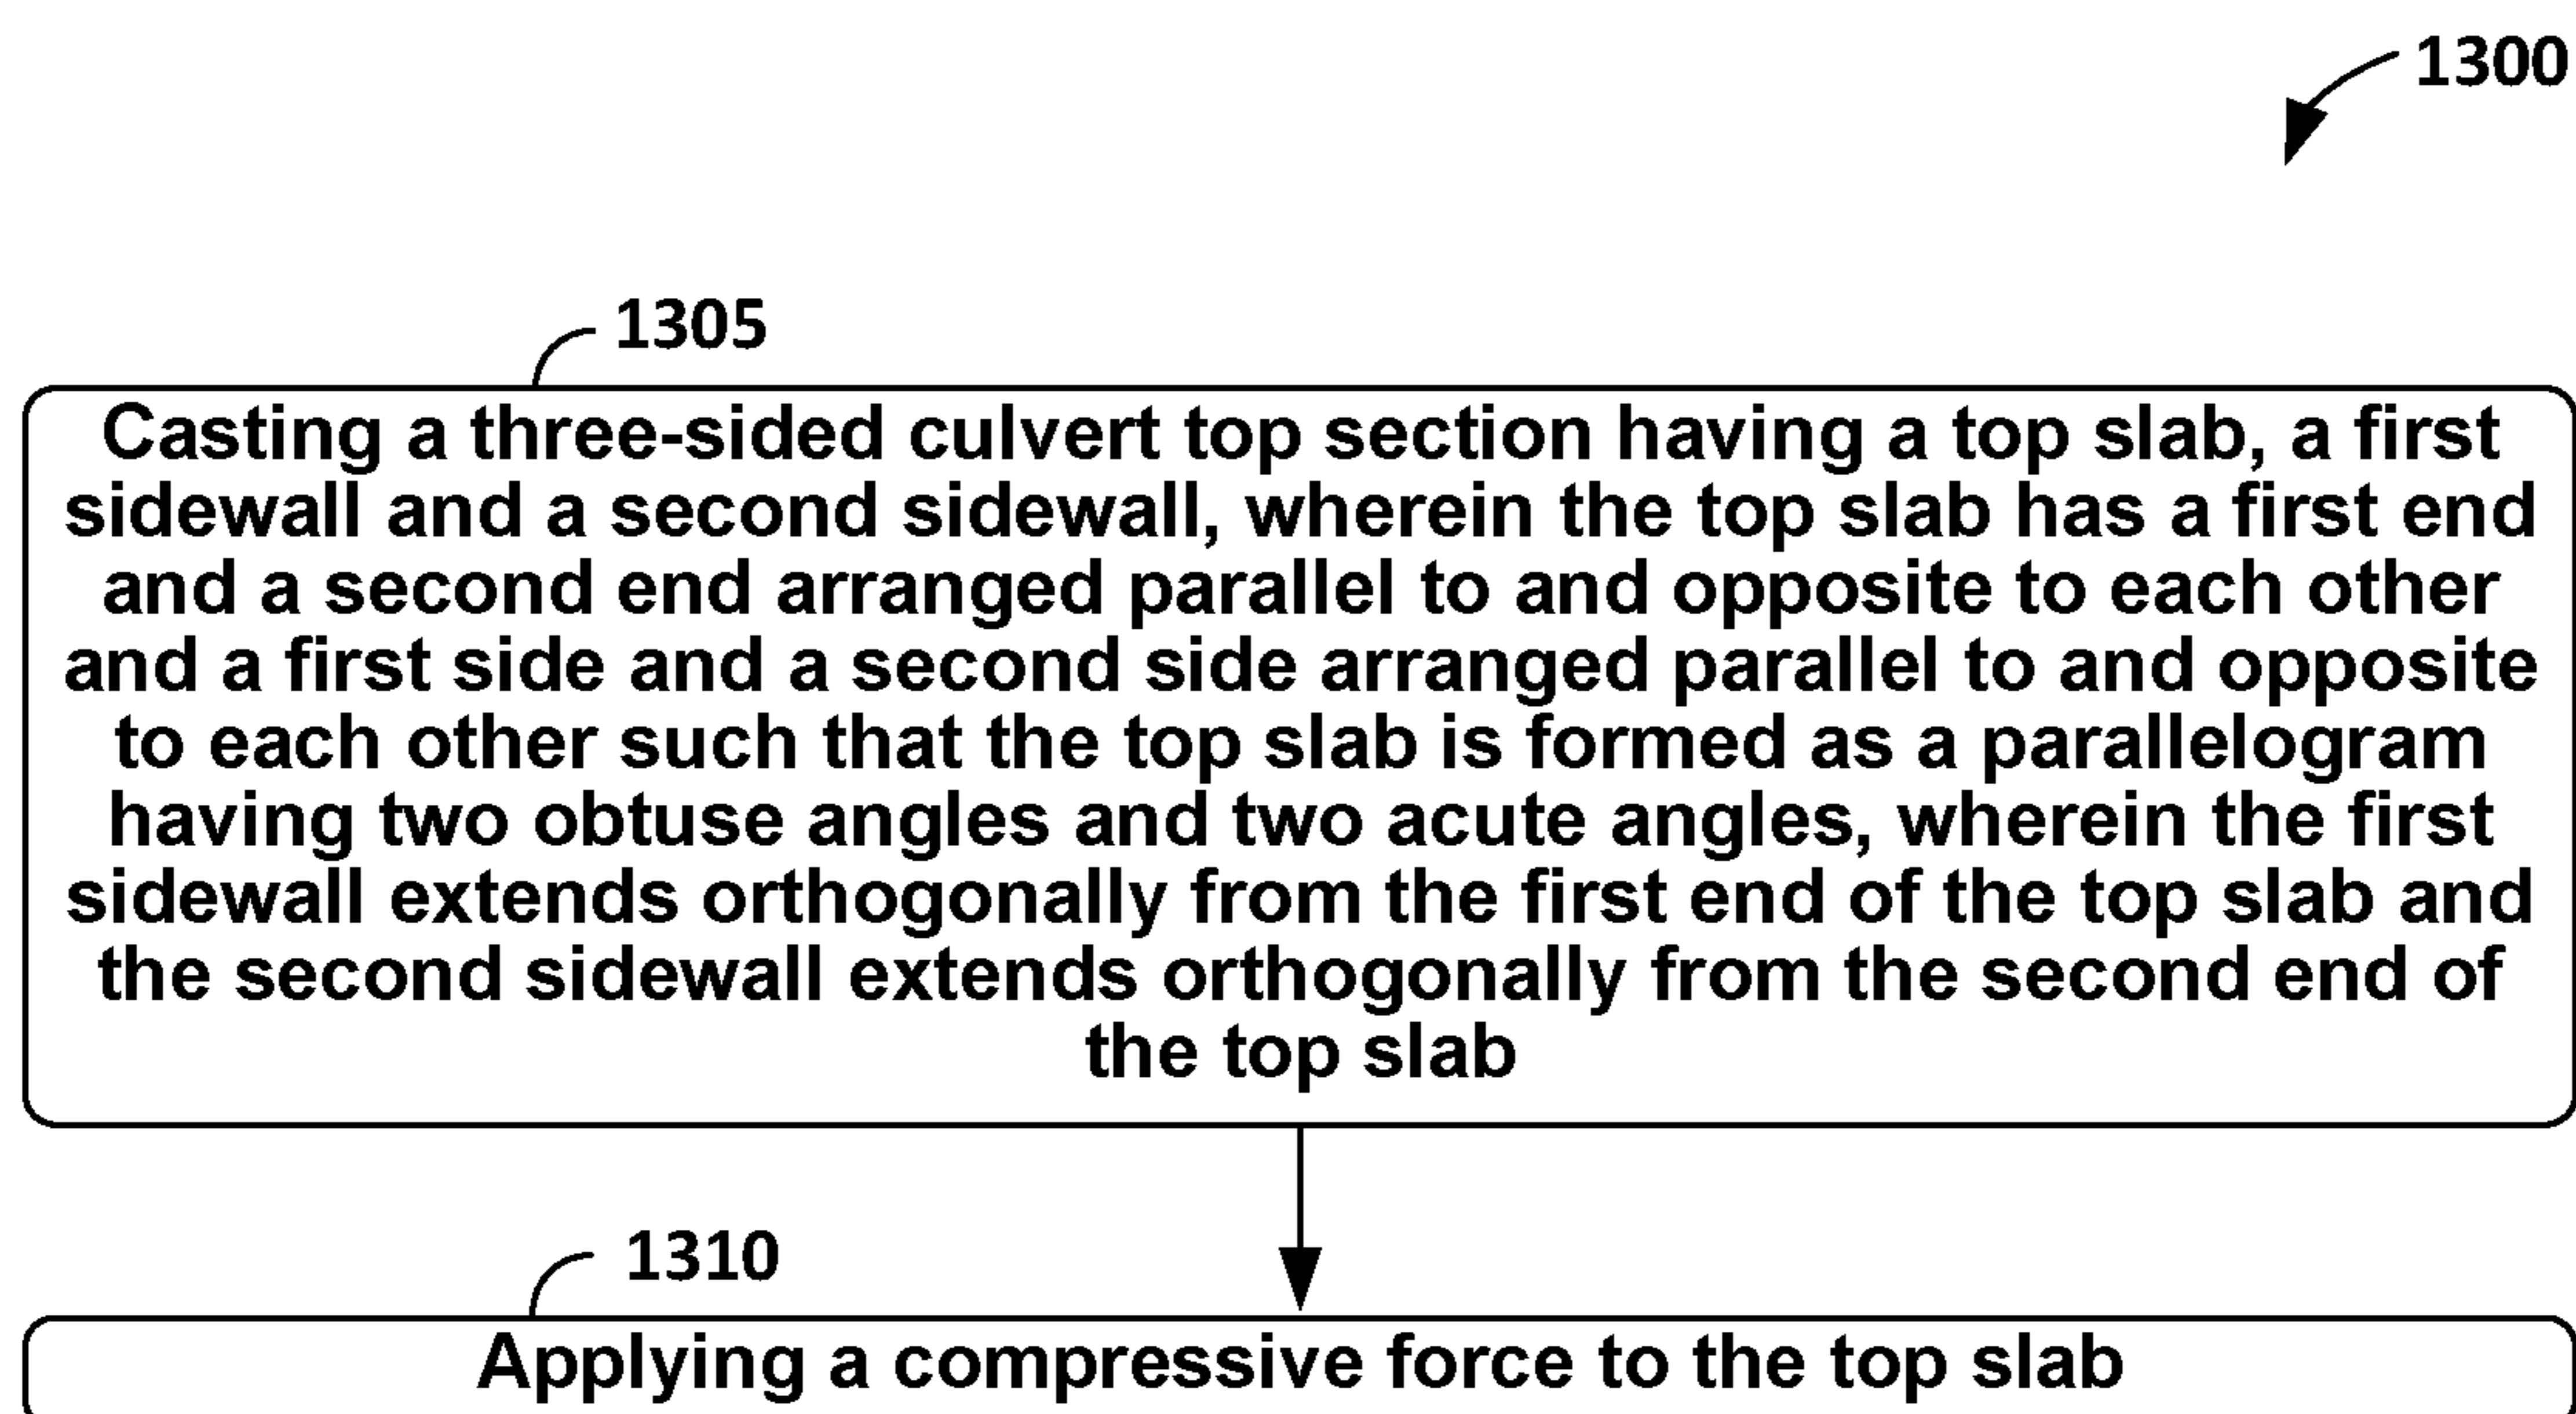 1300
1305
Casting a three-sided culvert top section having a top slab, a first
sidewall and a second sidewall, wherein the top slab has a first end
and a second end arranged parallel to and opposite to each other
and a first side and a second side arranged parallel to and opposite
to each other such that the top slab is formed as a parallelogram
having two obtuse angles and two acute angles, wherein the first
sidewall extends orthogonally from the first end of the top slab and
the second sidewall extends orthogonally from the second end of
the top slab
1310
Applying a compressive force to the top slab